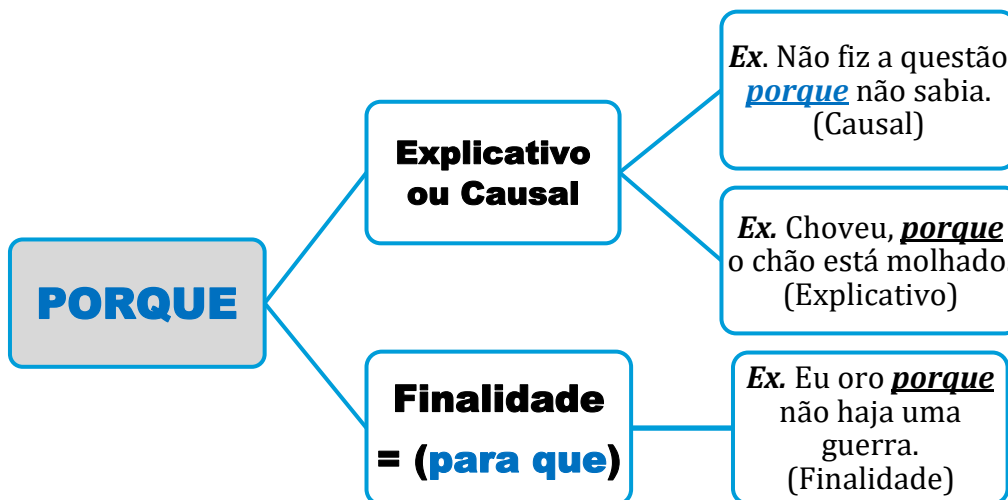 PORQUE
Explicativo
ou Causal
Ex. Não fiz a questão
porque não sabia.
(Causal)
Ex. Choveu, porque
o chão está molhado
(Explicativo)
Finalidade
= (para que)
Ex. Eu oro porque
não haja uma
guerra.
(Finalidade)